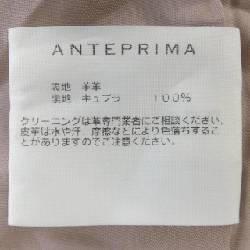 ANTEPRIMA
表地 羊革
裏地 キュプラ 100%
クリーニングは革専門業者にご相談ください。
皮革は水や汗、摩擦などにより色落ちするこ
とがありますのでご注意ください。